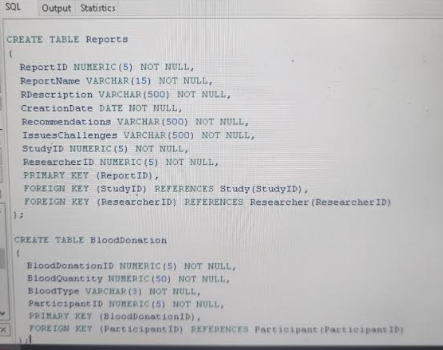 SQL Output Statistics
CREATE TABLE Reports
(
ReportID NUMERIC(5) NOT NULL,
ReportName VARCHAR(15) NOT NULL,
RDescription VARCHAR(500) NOT NULL,
CreationDate DATE NOT NULL,
Recommendations VARCHAR(500) NOT NULL,
IssuesChallenges VARCHAR(500) NOT NULL,
StudyID NUMERIC(5) NOT NULL,
ResearcherID NUMERIC(5) NOT NULL,
PRIMARY KEY (ReportID),
FOREIGN KEY (StudyID) REFERENCES Study(StudyID),
FOREIGN KEY (ResearcherID) REFERENCES Researcher(ResearcherID)
);
CREATE TABLE BloodDonation
(
BloodDonationID NUMERIC(5) NOT NULL,
BloodQuantity NUMERIC(50) NOT NULL,
BloodType VARCHAR(3) NOT NULL,
ParticipantID NUMERIC(5) NOT NULL,
PRIMARY KEY (BloodDonationID),
FOREIGN KEY (ParticipantID) REFERENCES Participant(ParticipantID)
);